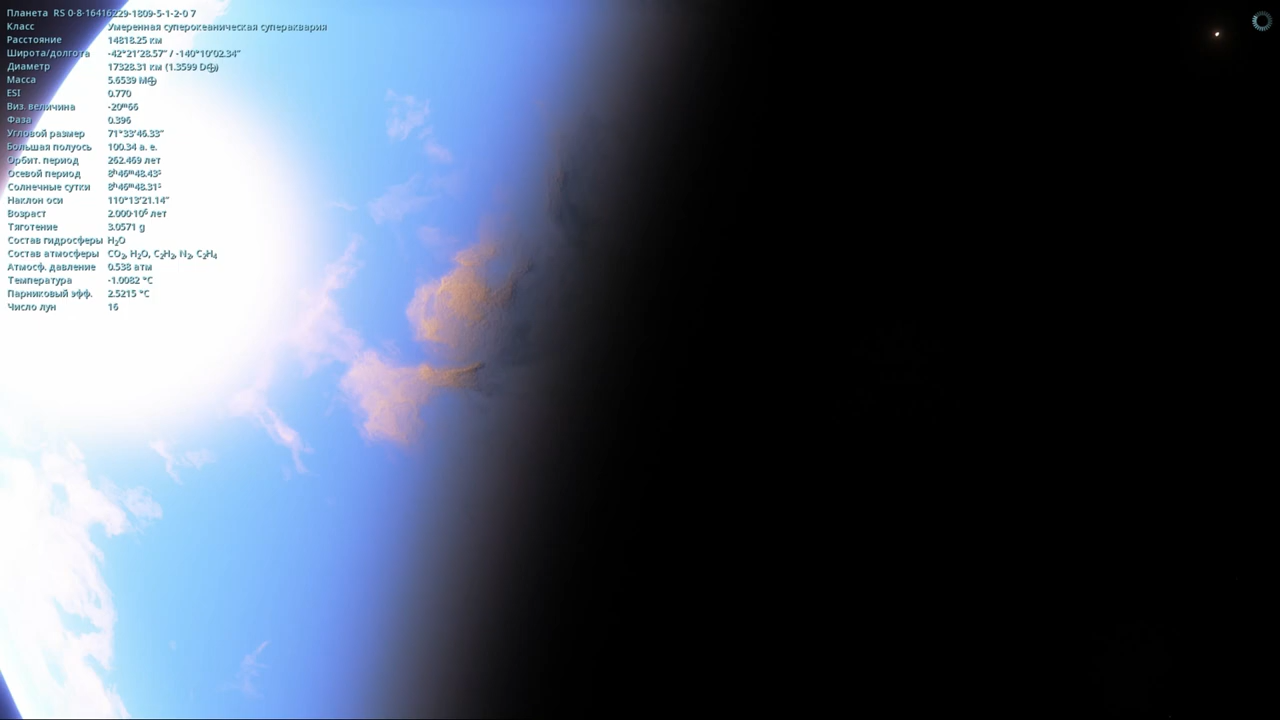 Планета RS 0-8-16416229-1809-5-1-2-0 7
Класс Умеренная суперокеаническая супераквария
Расстояние 14818.25 км
Широта/долгота -42°21'28.57" / -140°10'02.34"
Диаметр 17328.31 км (1.3599 D⊕)
Масса 5.6539 M⊕
ESI 0.770
Виз. величина -20ᵐ66
Фаза 0.396
Угловой размер 71°33'46.33"
Большая полуось 100.34 а. е.
Орбит. период 262.469 лет
Осевой период 8ʰ46ᵐ48.43ˢ
Солнечные сутки 8ʰ46ᵐ48.31ˢ
Наклон оси 110°13'21.14"
Возраст 2.000·10⁶ лет
Тяготение 3.0571 g
Состав гидросферы H₂O
Состав атмосферы CO₂, H₂O, C₂H₂, N₂, C₂H₄
Атмосф. давление 0.538 атм
Температура -1.0082 °C
Парниковый эфф. 2.5215 °C
Число лун 16